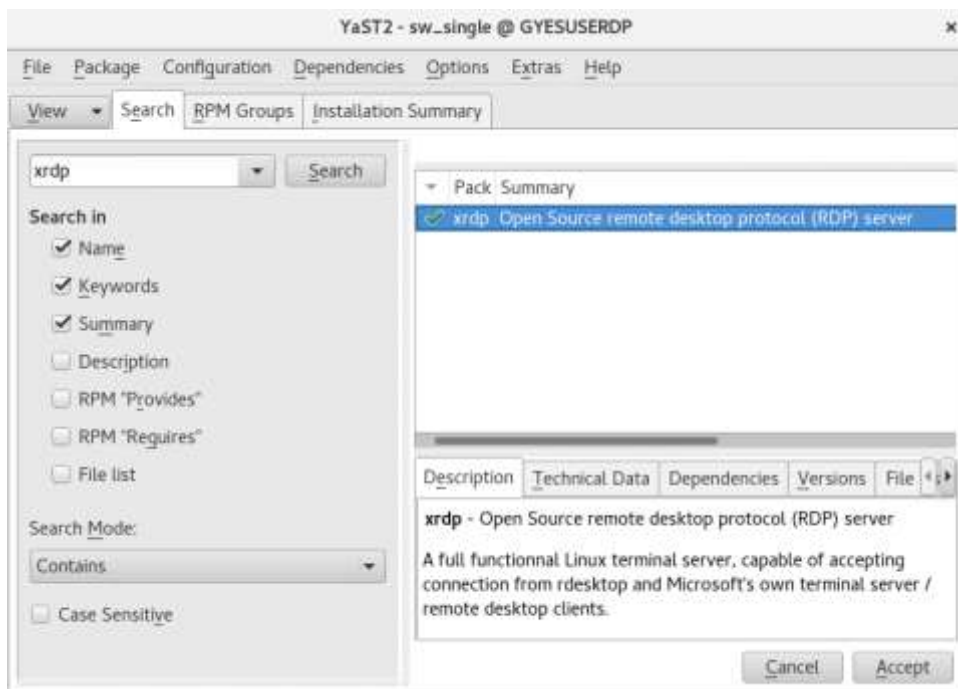 YaST2 - sw_single @ GYESUSERDP
File Package Configuration Dependencies Options Extras Help
View Search RPM Groups Installation Summary
xrdp Search
Search in
Name
Keywords
Summary
Description
RPM "Provides"
RPM "Requires"
File list
Search Mode:
Contains
Case Sensitive
Pack Summary
xrdp Open Source remote desktop protocol (RDP) server
Description Technical Data Dependencies Versions File
xrdp - Open Source remote desktop protocol (RDP) server
A full functionnal Linux terminal server, capable of accepting
connection from rdesktop and Microsoft's own terminal server /
remote desktop clients.
Cancel Accept